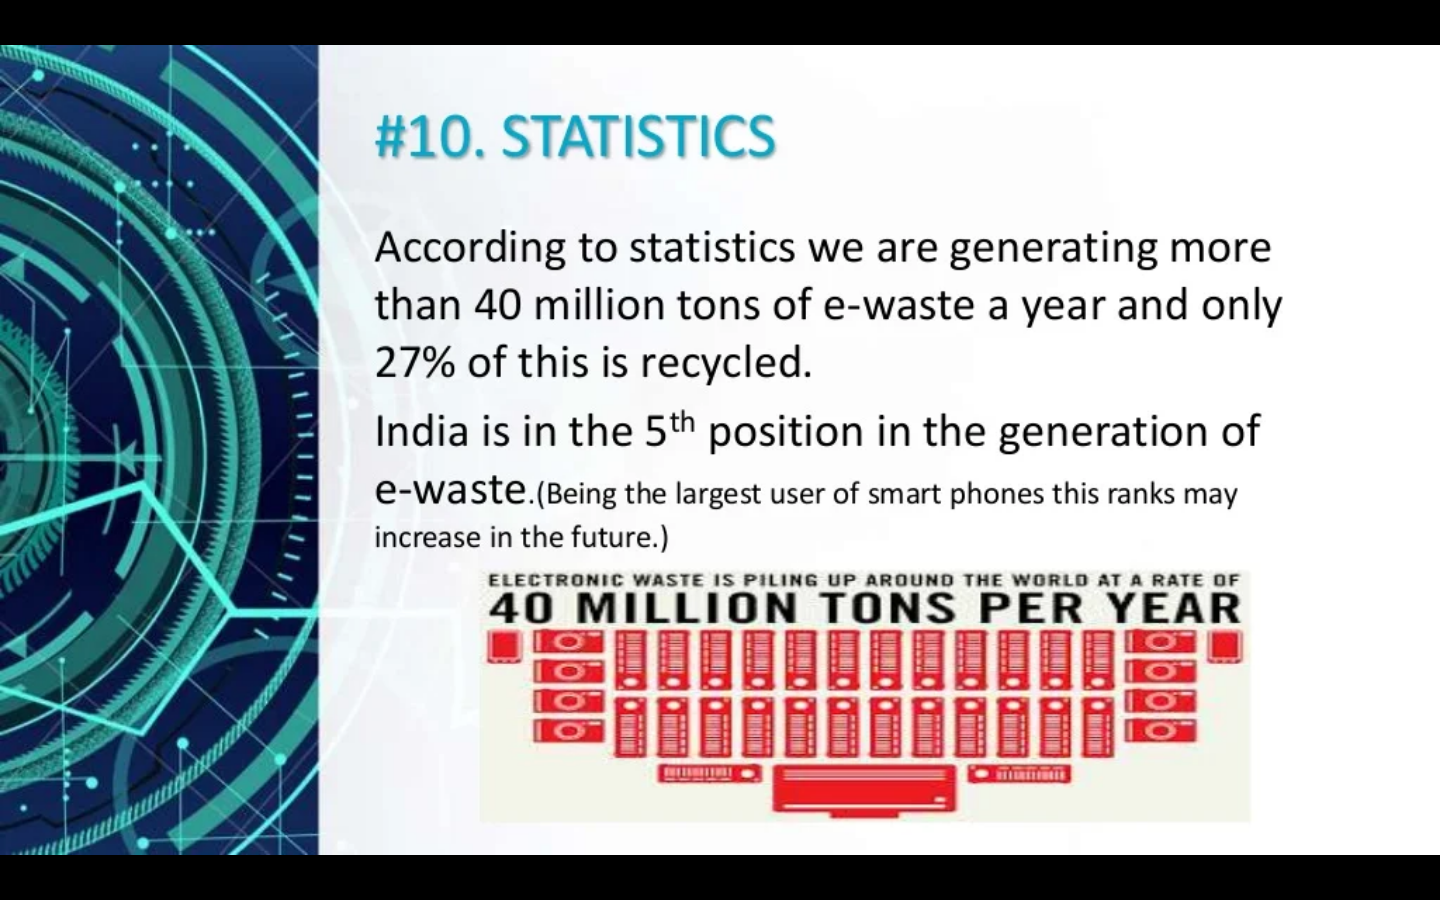 #10. STATISTICS
According to statistics we are generating more
than 40 million tons of e-waste a year and only
27% of this is recycled.
India is in the 5th position in the generation of
e-waste.(Being the largest user of smart phones this ranks may
increase in the future.)
ELECTRONIC WASTE IS PILING UP AROUND THE WORLD AT A RATE OF
40 MILLION TONS PER YEAR